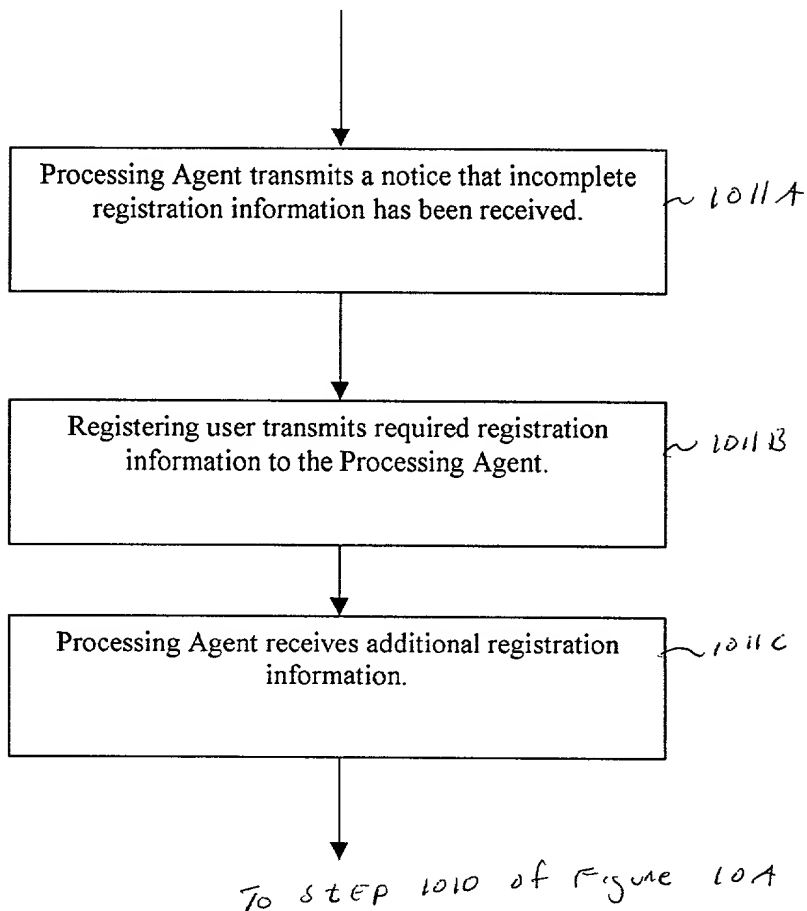 Processing Agent transmits a notice that incomplete
registration information has been received.
1011A
Registering user transmits required registration
information to the Processing Agent.
1011B
Processing Agent receives additional registration
information.
1011C
To stEP 1010 of Figure 10A